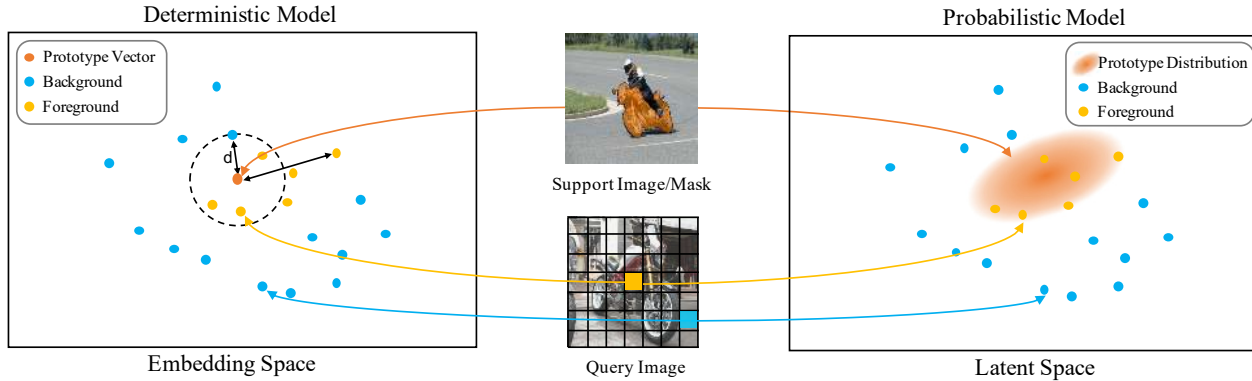 Deterministic Model
Prototype Vector
Background
Foreground
d
Embedding Space
Support Image/Mask
Query Image
Probabilistic Model
Prototype Distribution
Background
Foreground
Latent Space